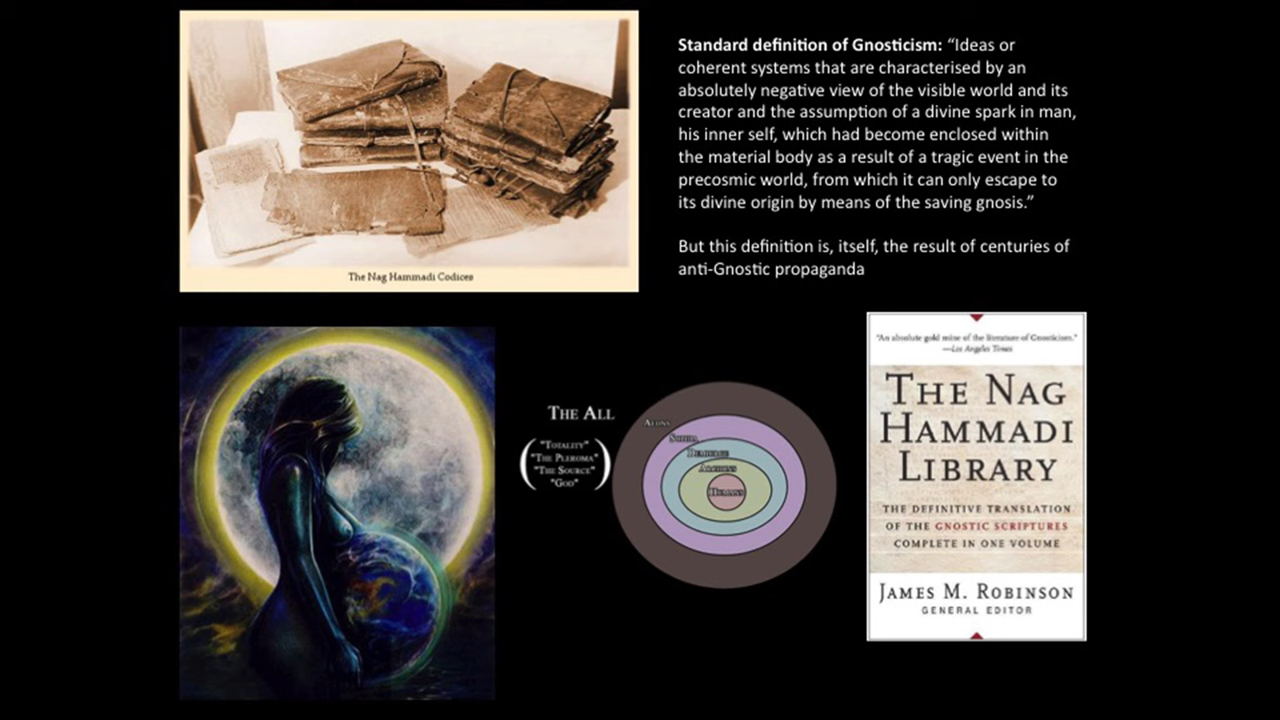 The Nag Hammadi Codices
Standard definition of Gnosticism: “Ideas or
coherent systems that are characterised by an
absolutely negative view of the visible world and its
creator and the assumption of a divine spark in man,
his inner self, which had become enclosed within
the material body as a result of a tragic event in the
precosmic world, from which it can only escape to
its divine origin by means of the saving gnosis.”
But this definition is, itself, the result of centuries of
anti-Gnostic propaganda
THE ALL
"TOTALITY"
"THE PLEROMA"
"THE SOURCE"
"GOD"
AEONS
SOPHIA
DEMIURGE
ARCHONS
HUMANS
"An absolute gold mine of the literature of Gnosticism."
—Los Angeles Times
THE NAG
HAMMADI
LIBRARY
THE DEFINITIVE TRANSLATION
OF THE GNOSTIC SCRIPTURES
COMPLETE IN ONE VOLUME
JAMES M. ROBINSON
GENERAL EDITOR